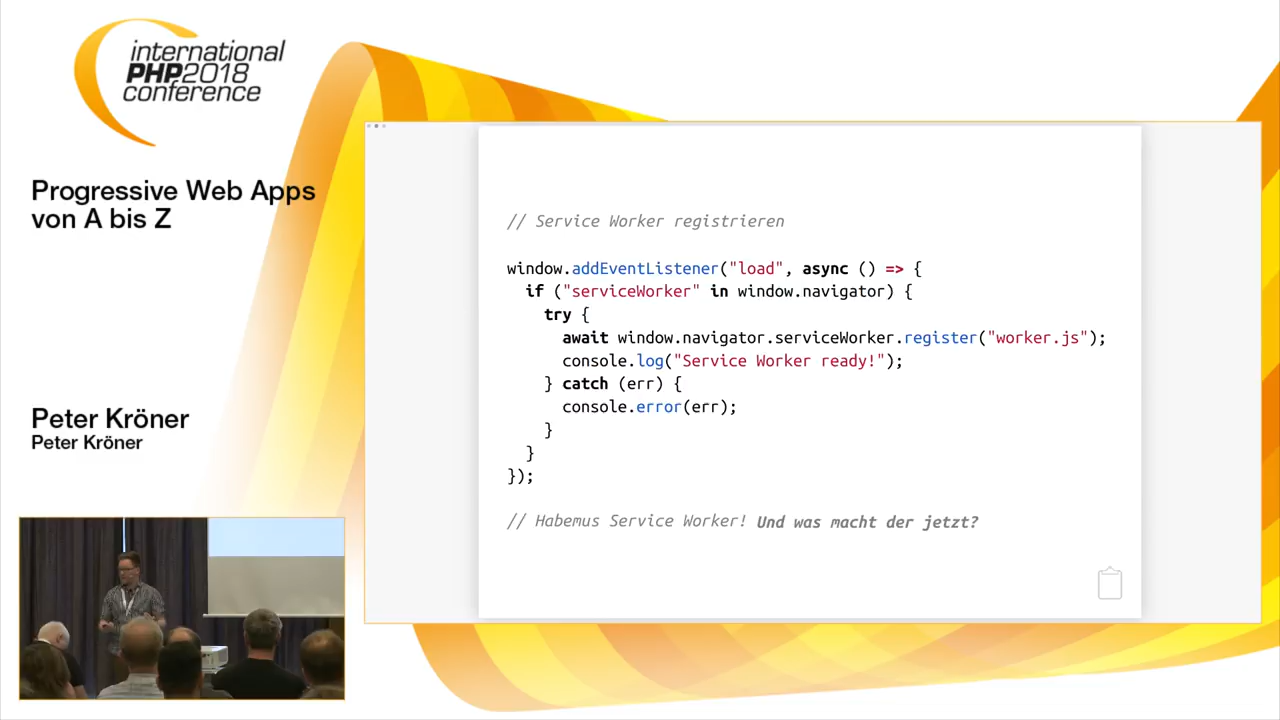 international
PHP2018
conference
Progressive Web Apps
von A bis Z
Peter Kröner
Peter Kröner
// Service Worker registrieren
window.addEventListener("load", async () => {
if ("serviceWorker" in window.navigator) {
try {
await window.navigator.serviceWorker.register("worker.js");
console.log("Service Worker ready!");
} catch (err) {
console.error(err);
}
}
});
// Habemus Service Worker! Und was macht der jetzt?